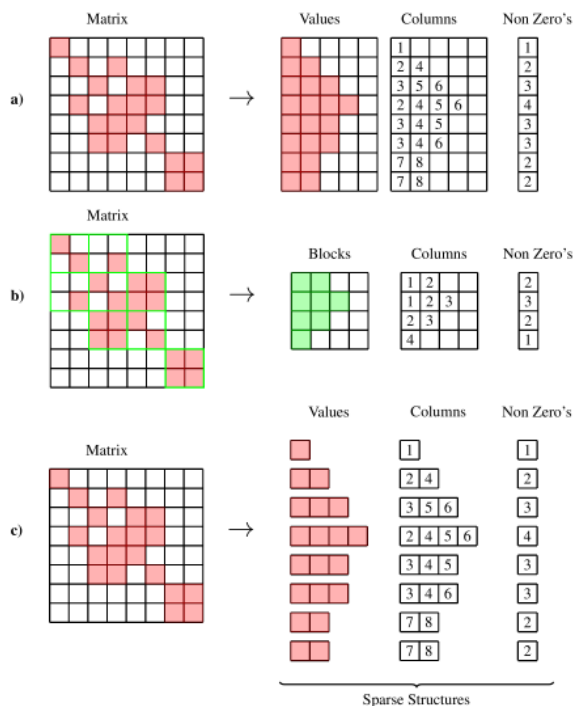 Matrix Values Columns Non Zero's
1 1
2 4 2
3 5 6 3
a) → 2 4 5 6 4
3 4 5 3
3 4 6 3
7 8 2
7 8 2
Matrix
Blocks Columns Non Zero's
1 2 2
b) → 1 2 3 3
2 3 2
4 1
Values Columns Non Zero's
Matrix
1 1
2 4 2
3 5 6 3
c) → 2 4 5 6 4
3 4 5 3
3 4 6 3
7 8 2
7 8 2
Sparse Structures